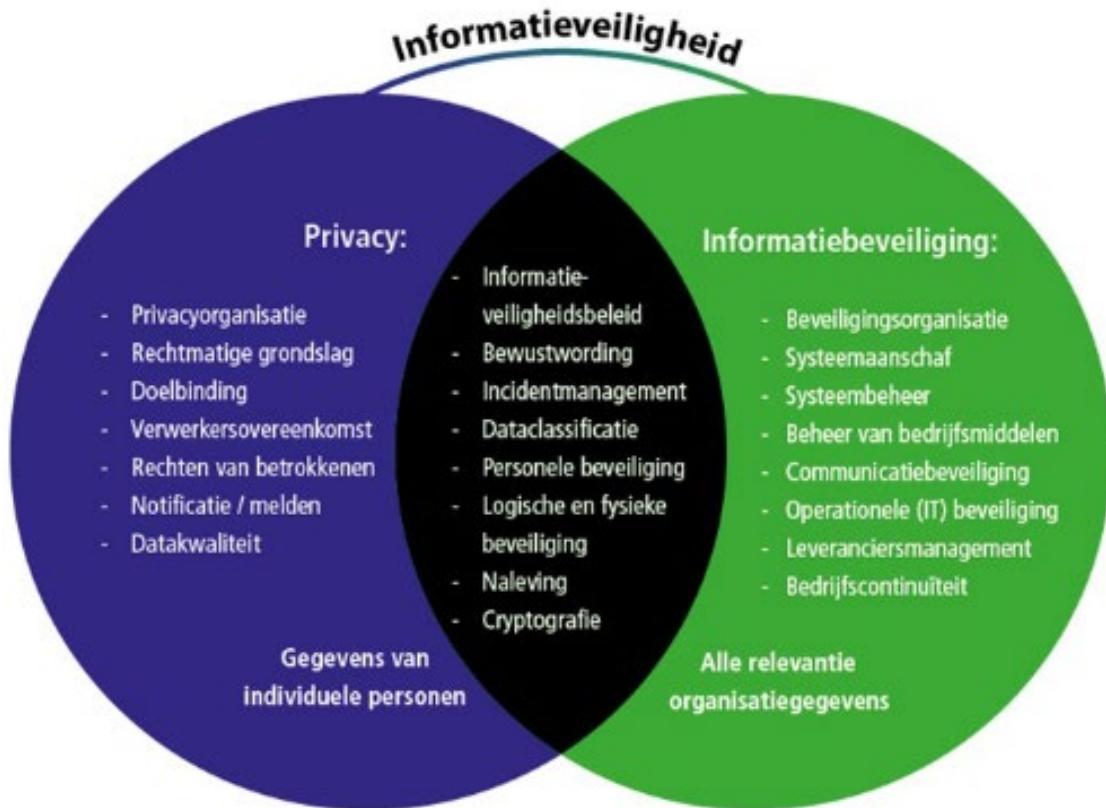 Informatieveiligheid
Privacy:
- Privacyorganisatie
- Rechtmatige grondslag
- Doelbinding
- Verwerkersovereenkomst
- Rechten van betrokkenen
- Notificatie / melden
- Datakwaliteit
Gegevens van
individuele personen
- Informatie-
veiligheidsbeleid
- Bewustwording
- Incidentmanagement
- Dataclassificatie
- Personele beveiliging
- Logische en fysieke
beveiliging
- Naleving
- Cryptografie
Informatiebeveiliging:
- Beveiligingsorganisatie
- Systeemaanschaf
- Systeembeheer
- Beheer van bedrijfsmiddelen
- Communicatiebeveiliging
- Operationele (IT) beveiliging
- Leveranciersmanagement
- Bedrijfscontinuïteit
Alle relevantie
organisatiegegevens